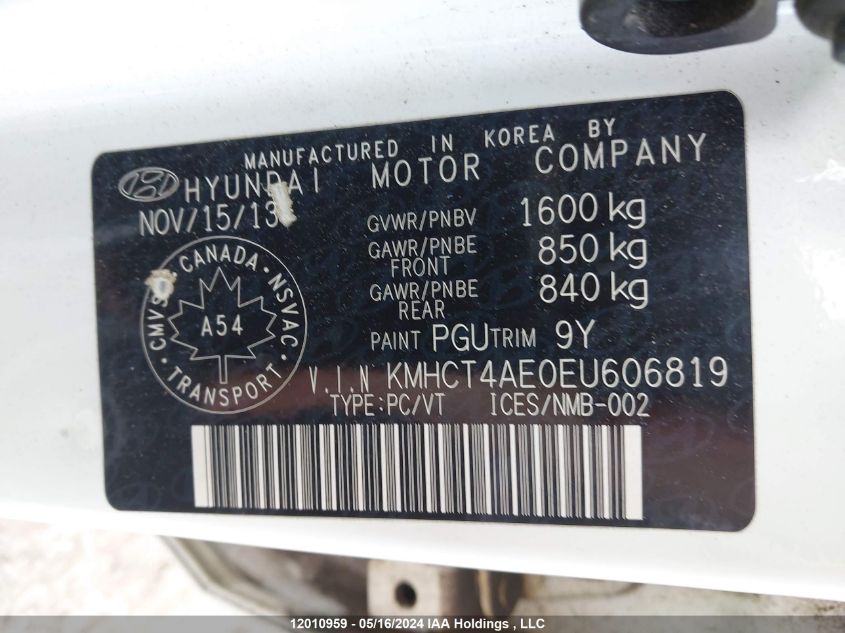 MANUFACTURED IN KOREA BY
HYUNDAI MOTOR COMPANY
NOV/15/13
GVWR/PNBV 1600 kg
GAWR/PNBE FRONT 850 kg
GAWR/PNBE REAR 840 kg
PAINT PGU TRIM 9Y
CANADA · NSVAC · TRANSPORT ·
A54
V.I.N KMHCT4AE0EU606819
TYPE:PC/VT ICES/NMB-002
12010959 - 05/16/2024 IAA Holdings , LLC